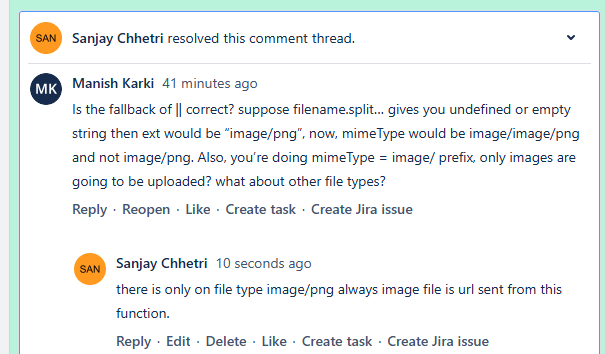 SAN Sanjay Chhetri resolved this comment thread.
MK Manish Karki 41 minutes ago
Is the fallback of || correct? suppose filename.split... gives you undefined or empty
string then ext would be “image/png”, now, mimeType would be image/image/png
and not image/png. Also, you’re doing mimeType = image/ prefix, only images are
going to be uploaded? what about other file types?
Reply · Reopen · Like · Create task · Create Jira issue
SAN Sanjay Chhetri 10 seconds ago
there is only on file type image/png always image file is url sent from this
function.
Reply · Edit · Delete · Like · Create task · Create Jira issue